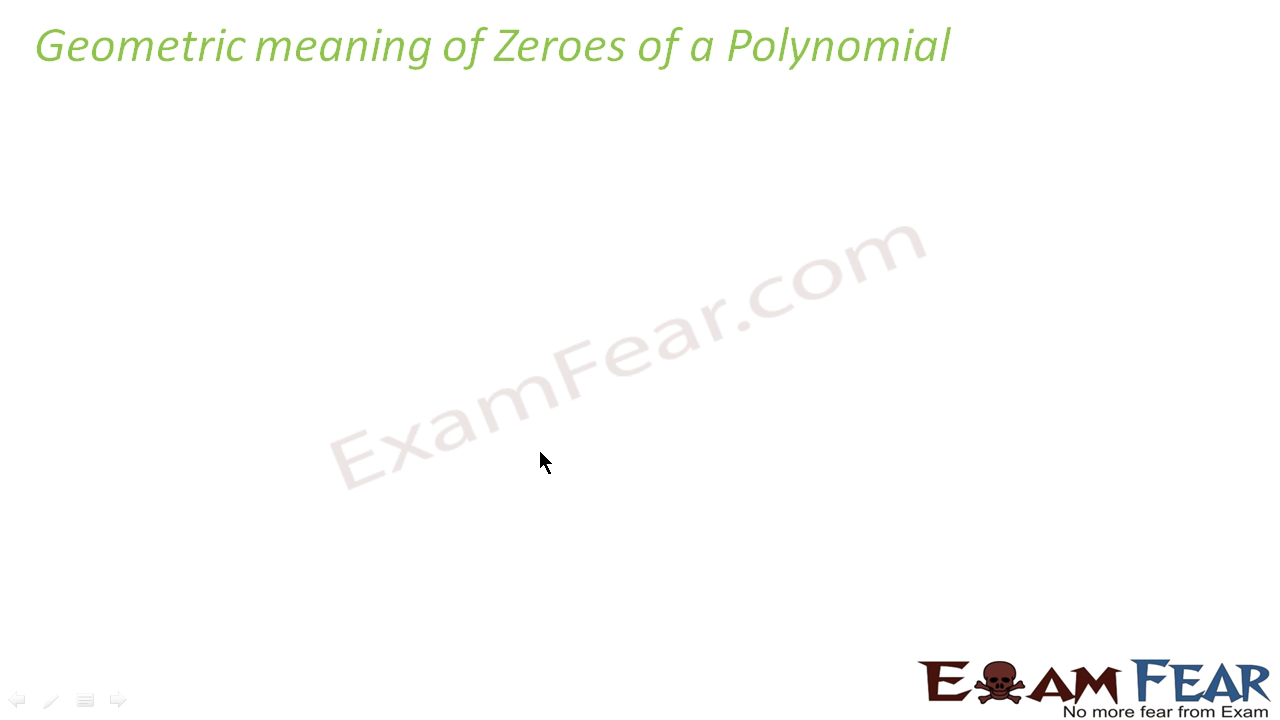 Geometric meaning of Zeroes of a Polynomial
ExamFear.com
EXAM FEAR
No more fear from Exam